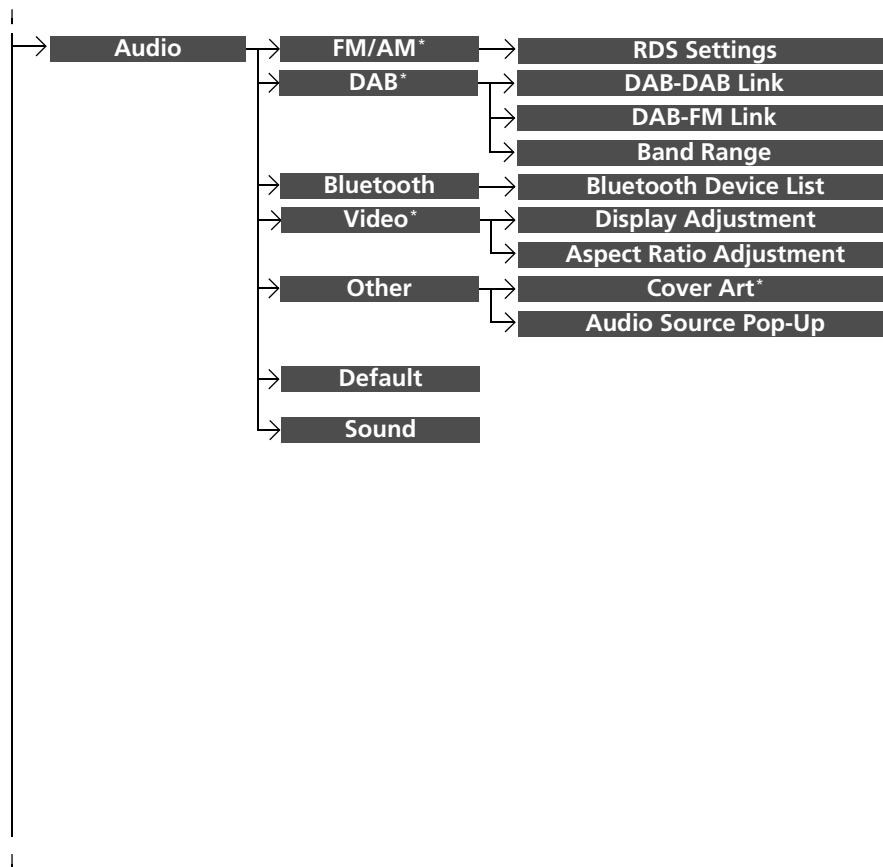 Audio FM/AM* RDS Settings
DAB* DAB-DAB Link
DAB-FM Link
Band Range
Bluetooth Bluetooth Device List
Video* Display Adjustment
Aspect Ratio Adjustment
Other Cover Art*
Audio Source Pop-Up
Default
Sound